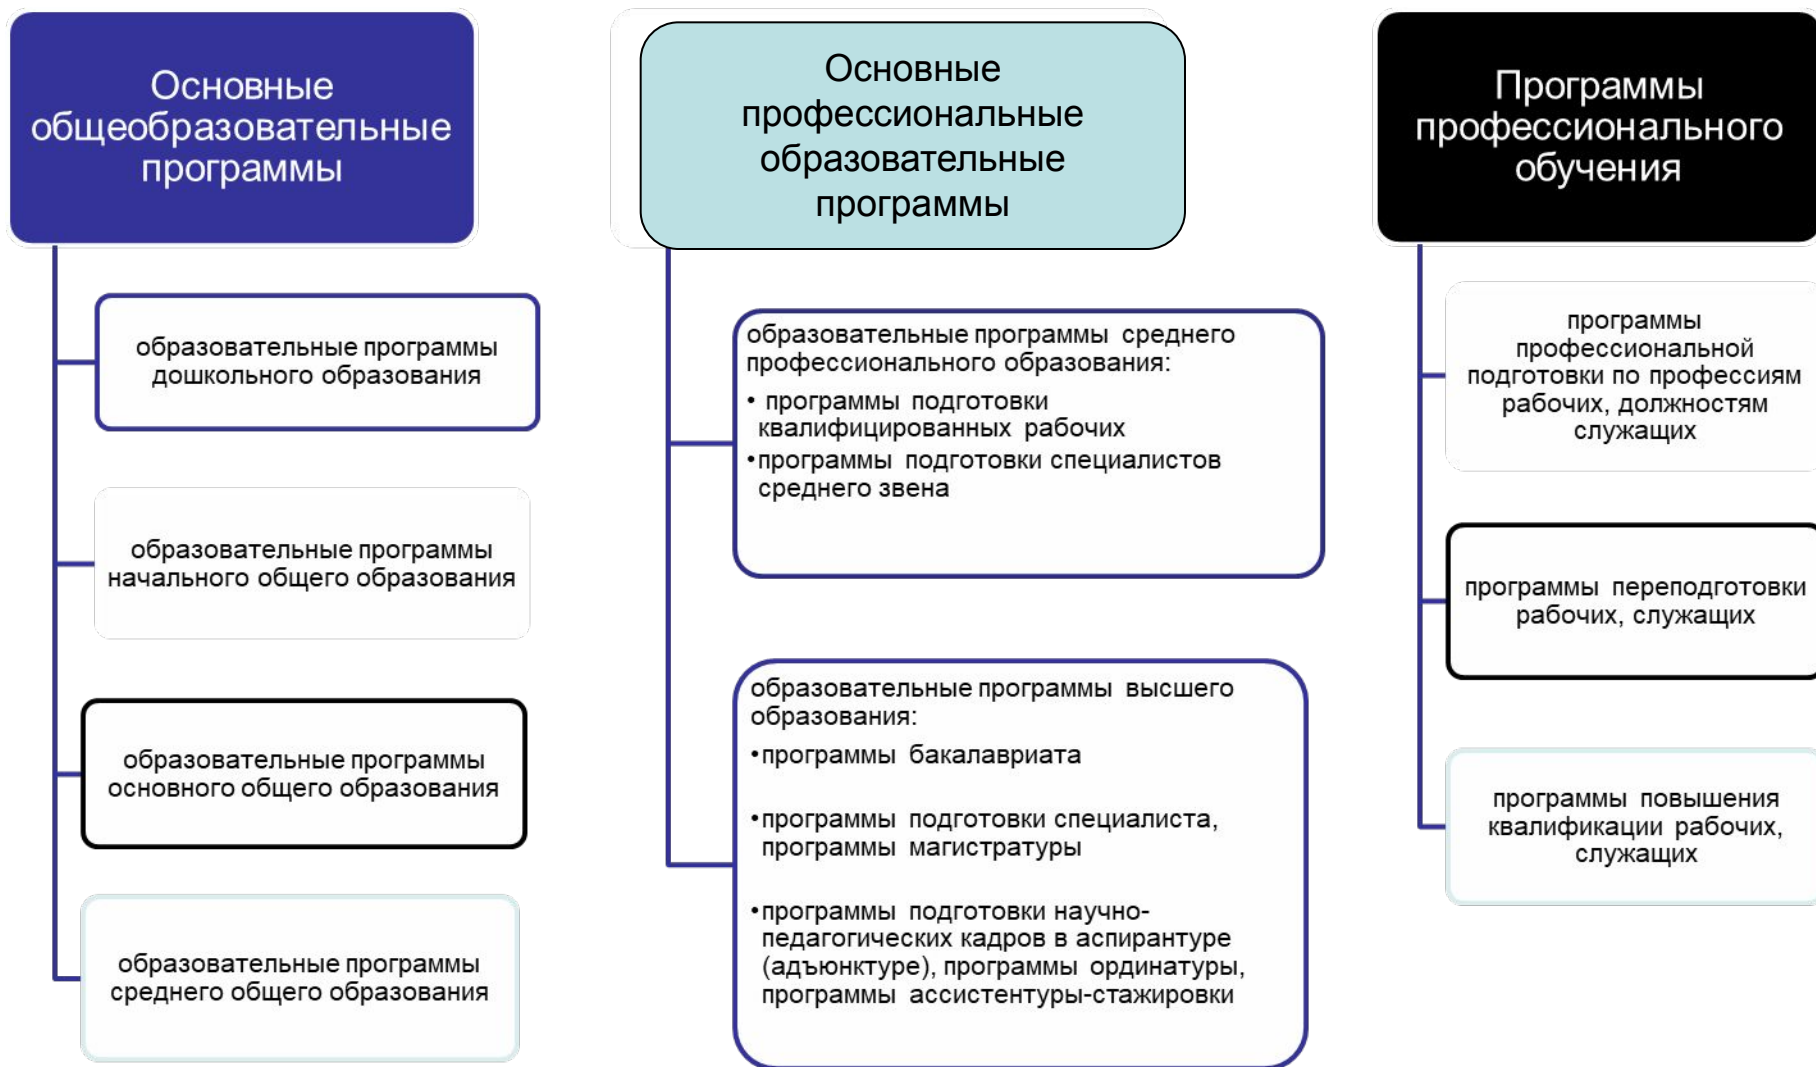 Основные
общеобразовательные
программы
образовательные программы
дошкольного образования
образовательные программы
начального общего образования
образовательные программы
основного общего образования
образовательные программы
среднего общего образования
Основные
профессиональные
образовательные
программы
образовательные программы среднего
профессионального образования:
• программы подготовки
квалифицированных рабочих
•программы подготовки специалистов
среднего звена
образовательные программы высшего
образования:
•программы бакалавриата
•программы подготовки специалиста,
программы магистратуры
•программы подготовки научно-
педагогических кадров в аспирантуре
(адъюнктуре), программы ординатуры,
программы ассистентуры-стажировки
Программы
профессионального
обучения
программы
профессиональной
подготовки по профессиям
рабочих, должностям
служащих
программы переподготовки
рабочих, служащих
программы повышения
квалификации рабочих,
служащих